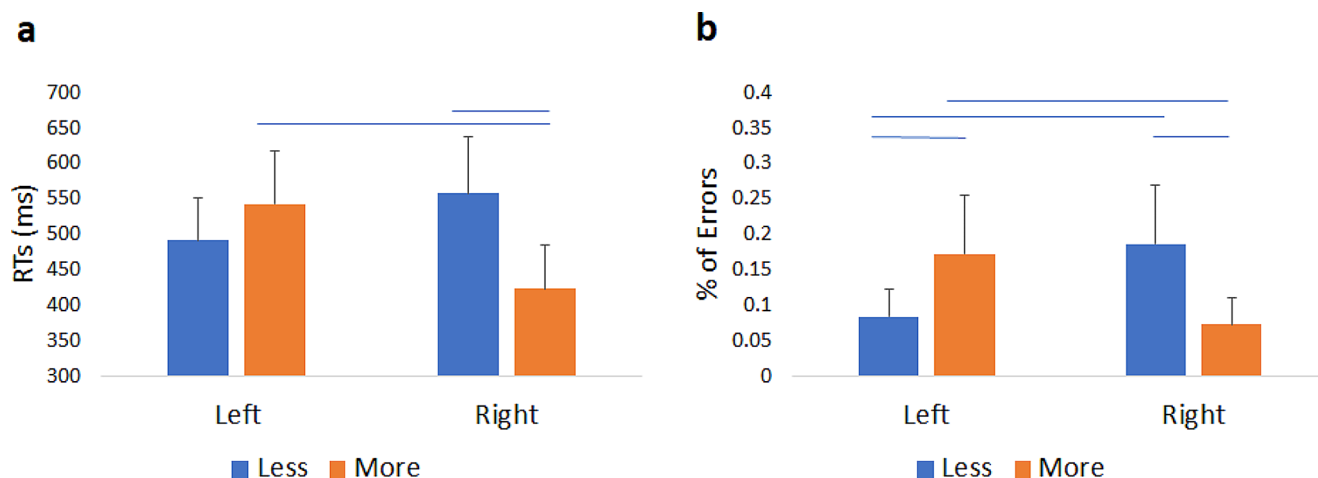 a
RTs (ms)
700
650
600
550
500
450
400
350
300
Left Right
Less More
b
% of Errors
0.4
0.35
0.3
0.25
0.2
0.15
0.1
0.05
0
Left Right
Less More